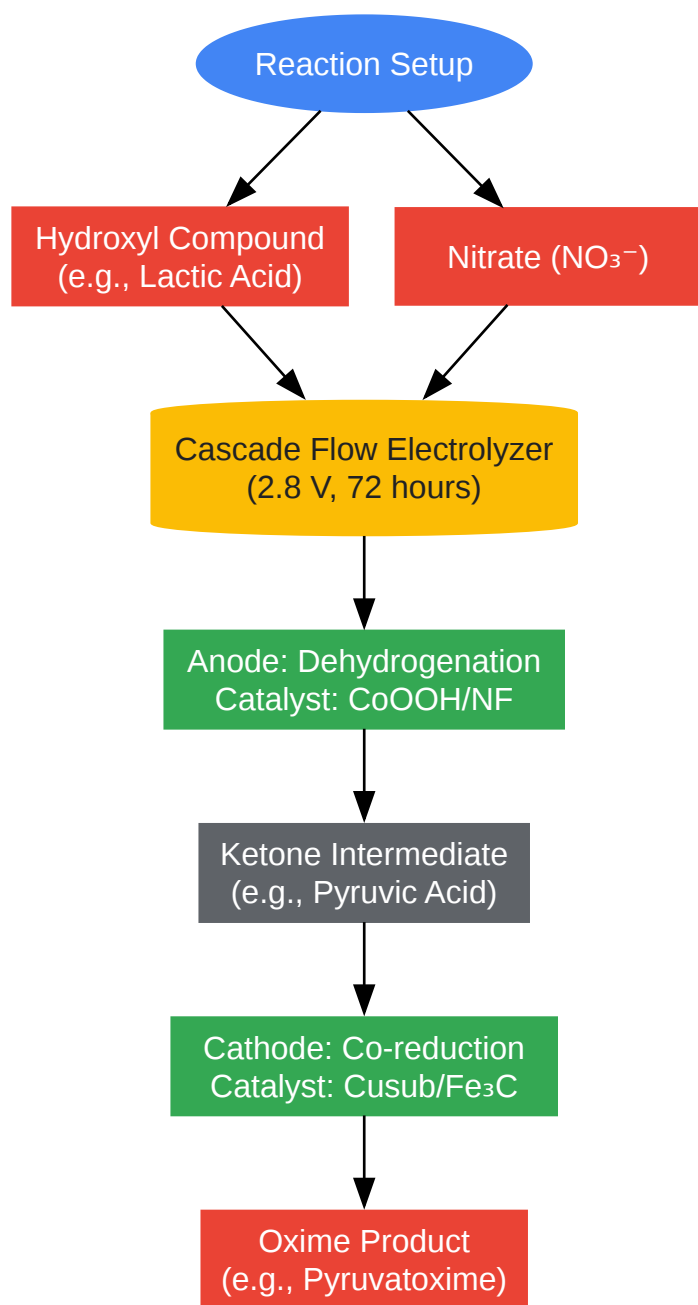 Reaction Setup
Hydroxyl Compound
(e.g., Lactic Acid)
Nitrate (NO₃⁻)
Cascade Flow Electrolyzer
(2.8 V, 72 hours)
Anode: Dehydrogenation
Catalyst: CoOOH/NF
Ketone Intermediate
(e.g., Pyruvic Acid)
Cathode: Co-reduction
Catalyst: Cusub/Fe₃C
Oxime Product
(e.g., Pyruvatoxime)